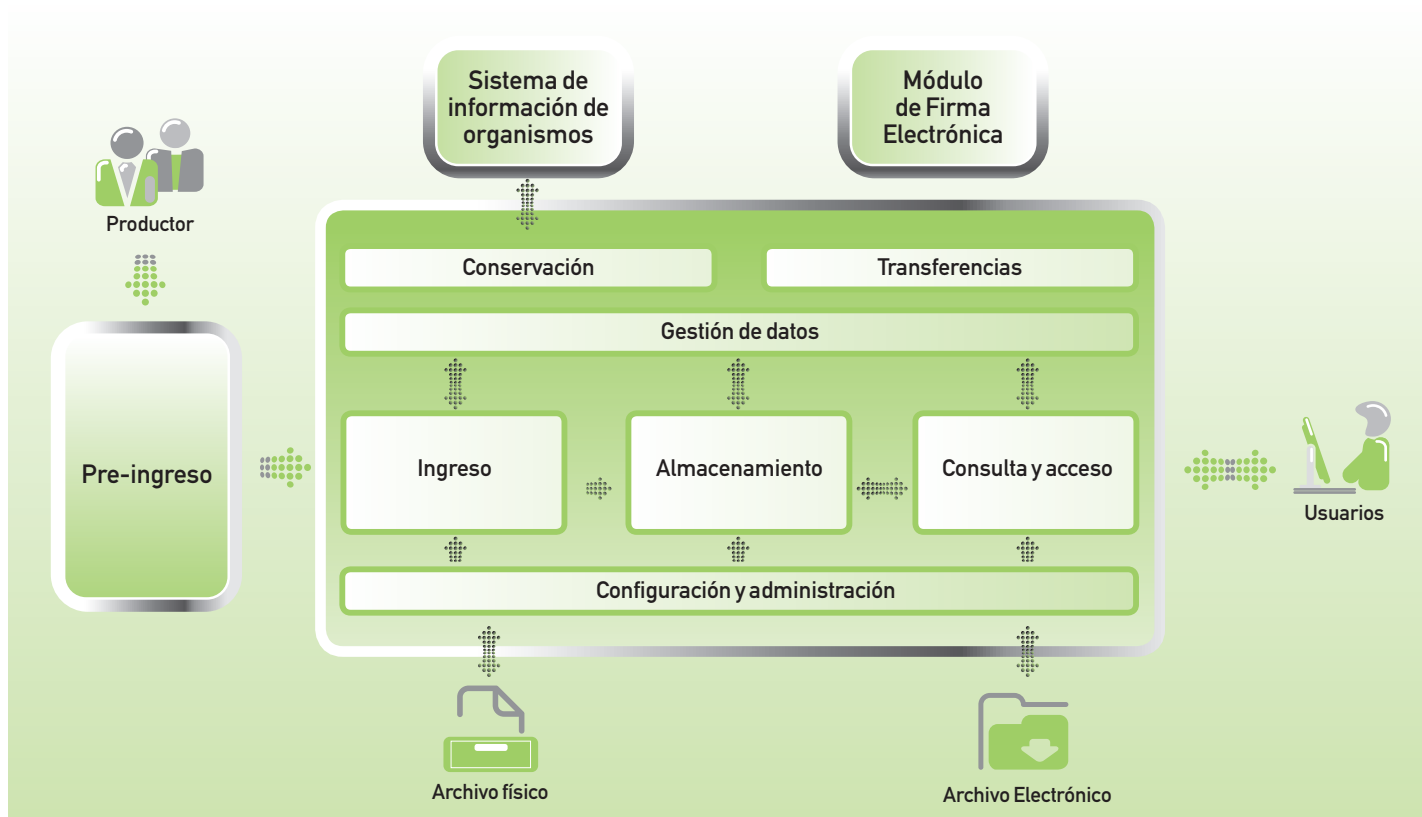 Sistema de
información de
organismos
Módulo
de Firma
Electrónica
Productor
Conservación
Transferencias
Gestión de datos
Pre-ingreso
Ingreso
Almacenamiento
Consulta y acceso
Usuarios
Configuración y administración
Archivo físico
Archivo Electrónico